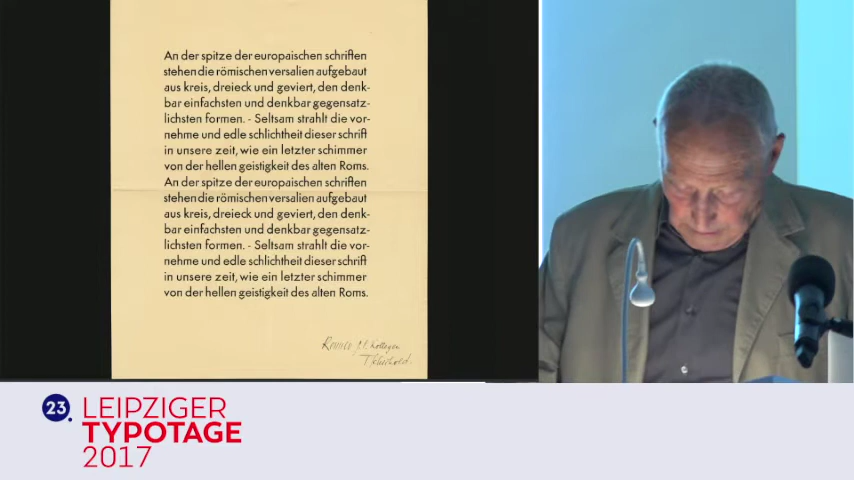 An der spitze der europaischen schriften
stehen die römischen versalien aufgebaut
aus kreis, dreieck und geviert, den denk-
bar einfachsten und denkbar gegensatz-
lichsten formen. - Seltsam strahlt die vor-
nehme und edle schlichtheit dieser schrift
in unsere zeit, wie ein letzter schimmer
von der hellen geistigkeit des alten Roms.
An der spitze der europaischen schriften
stehen die römischen versalien aufgebaut
aus kreis, dreieck und geviert, den denk-
bar einfachsten und denkbar gegensatz-
lichsten formen. - Seltsam strahlt die vor-
nehme und edle schlichtheit dieser schrift
in unsere zeit, wie ein letzter schimmer
von der hellen geistigkeit des alten Roms.
23.
LEIPZIGER
TYPOTAGE
2017